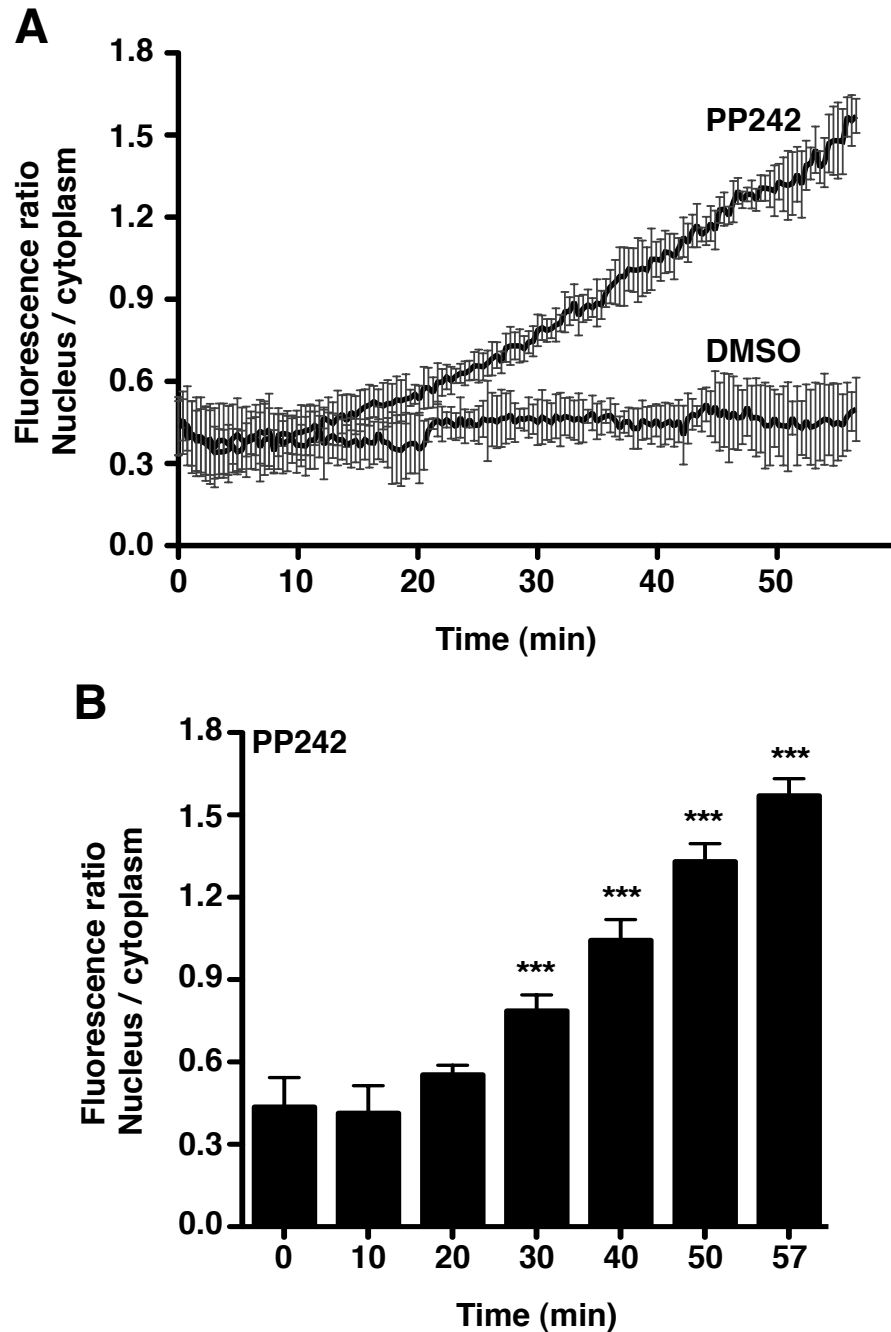 A
1.8
1.5
1.2
0.9
0.6
0.3
0.0
Fluorescence ratio
Nucleus / cytoplasm
PP242
DMSO
0 10 20 30 40 50
Time (min)
B
PP242
1.8
1.5
1.2
0.9
0.6
0.3
0.0
Fluorescence ratio
Nucleus / cytoplasm
*** *** *** ***
0 10 20 30 40 50 57
Time (min)